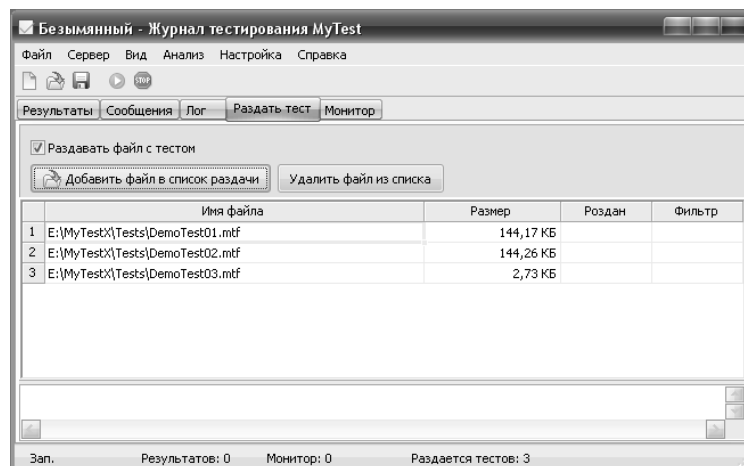 Безымянный - Журнал тестирования MyTest
Файл Сервер Вид Анализ Настройка Справка
STOP
Результаты Сообщения Лог Раздать тест Монитор
Раздавать файл с тестом
Добавить файл в список раздачи Удалить файл из списка
Имя файла Размер Роздан Фильтр
1 E:\MyTestX\Tests\DemoTest01.mtf 144,17 КБ
2 E:\MyTestX\Tests\DemoTest02.mtf 144,26 КБ
3 E:\MyTestX\Tests\DemoTest03.mtf 2,73 КБ
Зап. Результатов: 0 Монитор: 0 Раздается тестов: 3